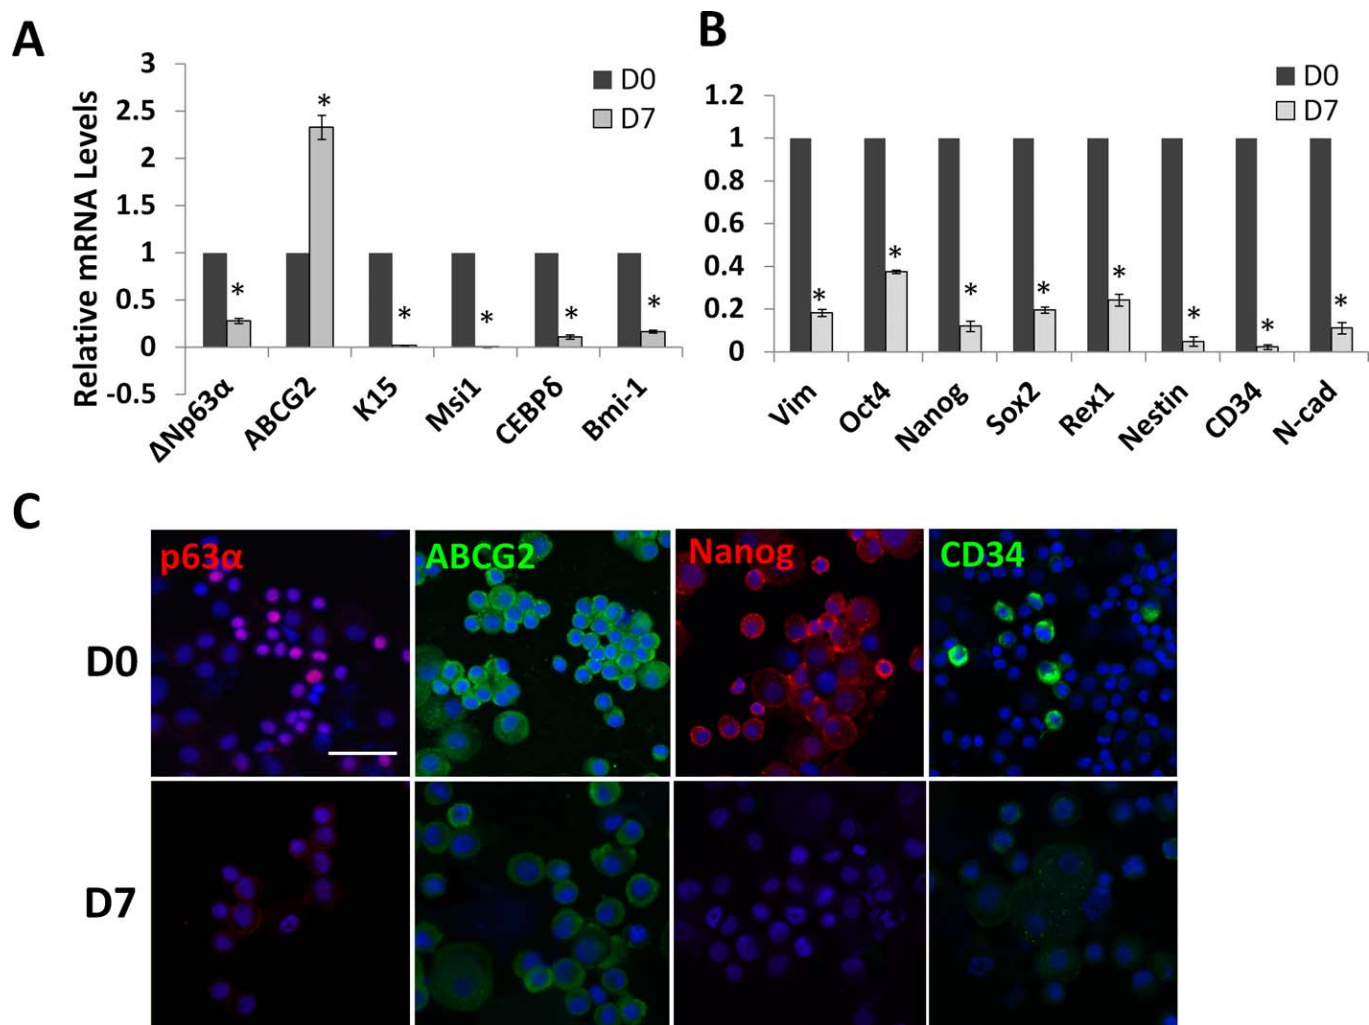 A
Relative mRNA Levels
3
2.5
2
1.5
1
0.5
0
-0.5
D0
D7
*
*
*
*
*
*
ΔNp63α
ABCG2
K15
Msi1
CEBPδ
Bmi-1
B
1.2
1
0.8
0.6
0.4
0.2
0
D0
D7
*
*
*
*
*
*
*
*
Vim
Oct4
Nanog
Sox2
Rex1
Nestin
CD34
N-cad
C
p63α
ABCG2
Nanog
CD34
D0
D7